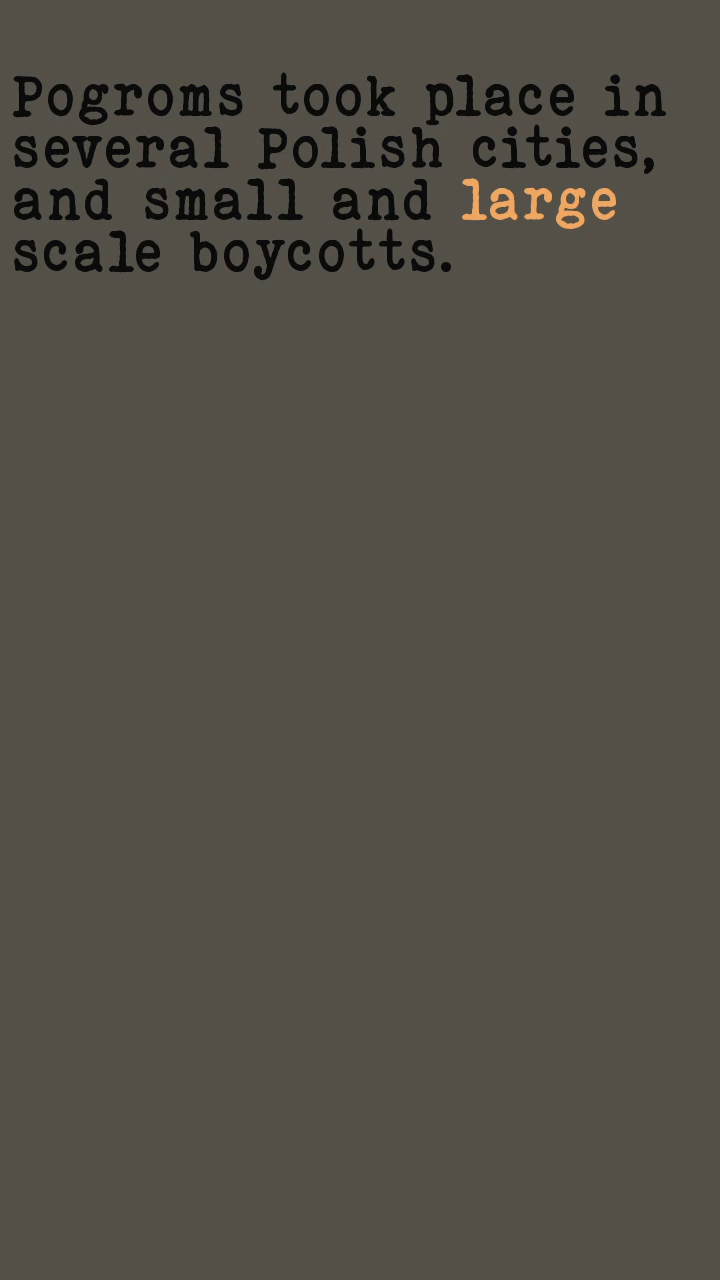 Pogroms took place in
several Polish cities,
and small and large
scale boycotts.